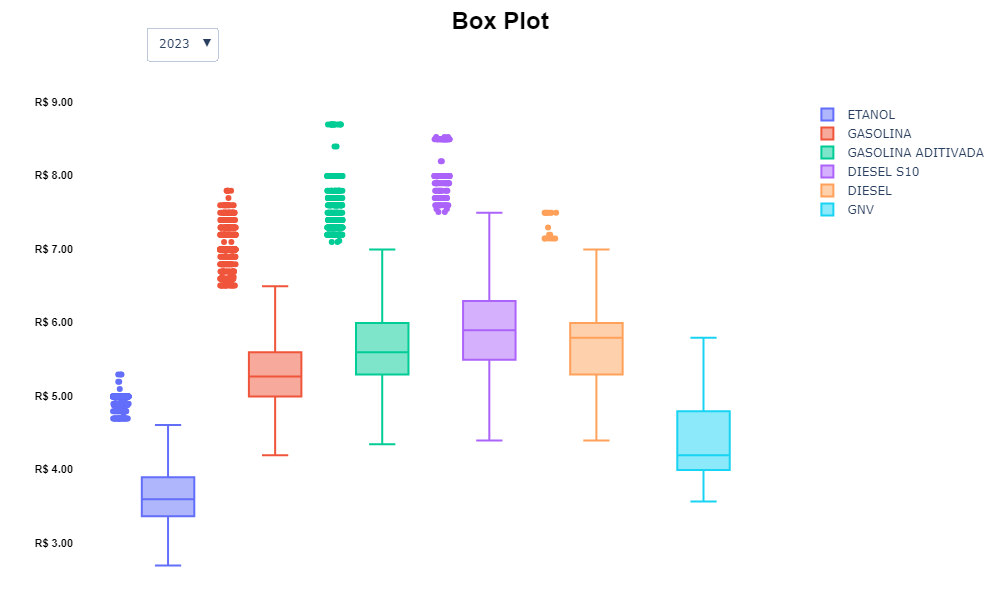 Box Plot
2023 ▼
R$ 9.00
R$ 8.00
R$ 7.00
R$ 6.00
R$ 5.00
R$ 4.00
R$ 3.00
ETANOL
GASOLINA
GASOLINA ADITIVADA
DIESEL S10
DIESEL
GNV